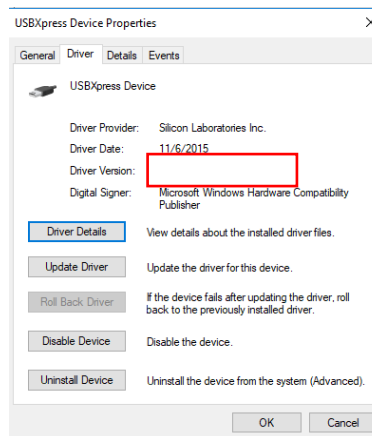 USBXpress Device Properties
General Driver Details Events
USBXpress Device
Driver Provider: Silicon Laboratories Inc.
Driver Date: 11/6/2015
Driver Version:
Digital Signer: Microsoft Windows Hardware Compatibility
Publisher
Driver Details View details about the installed driver files.
Update Driver Update the driver for this device.
Roll Back Driver If the device fails after updating the driver, roll
back to the previously installed driver.
Disable Device Disable the device.
Uninstall Device Uninstall the device from the system (Advanced).
OK Cancel